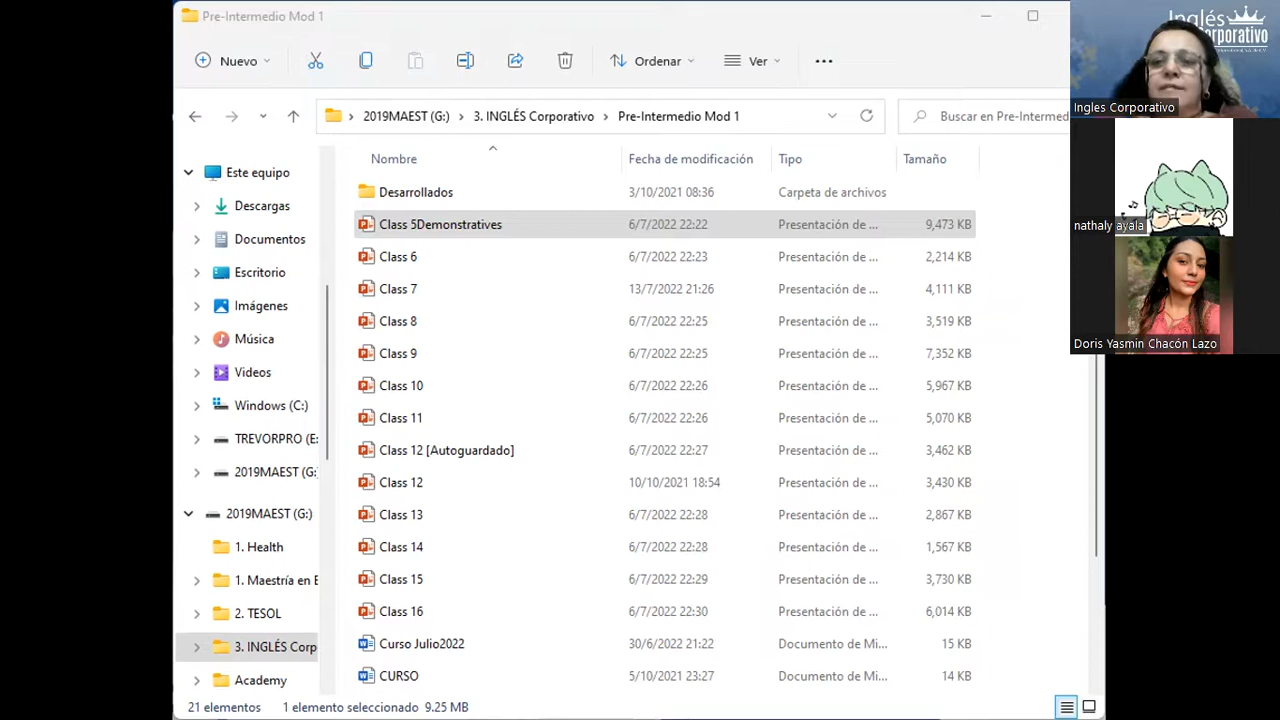 Pre-Intermedio Mod 1
Nuevo
Ordenar
Ver
2019MAEST (G:) > 3. INGLÉS Corporativo > Pre-Intermedio Mod 1
Buscar en Pre-Intermed
Nombre Fecha de modificación Tipo Tamaño
Desarrollados 3/10/2021 08:36 Carpeta de archivos
Class 5Demonstratives 6/7/2022 22:22 Presentación de ... 9,473 KB
Class 6 6/7/2022 22:23 Presentación de ... 2,214 KB
Class 7 13/7/2022 21:26 Presentación de ... 4,111 KB
Class 8 6/7/2022 22:25 Presentación de ... 3,519 KB
Class 9 6/7/2022 22:25 Presentación de ... 7,352 KB
Class 10 6/7/2022 22:26 Presentación de ... 5,967 KB
Class 11 6/7/2022 22:26 Presentación de ... 5,070 KB
Class 12 [Autoguardado] 6/7/2022 22:27 Presentación de ... 3,462 KB
Class 12 10/10/2021 18:54 Presentación de ... 3,430 KB
Class 13 6/7/2022 22:28 Presentación de ... 2,867 KB
Class 14 6/7/2022 22:28 Presentación de ... 1,567 KB
Class 15 6/7/2022 22:29 Presentación de ... 3,730 KB
Class 16 6/7/2022 22:30 Presentación de ... 6,014 KB
Curso Julio2022 30/6/2022 21:22 Documento de Mi... 15 KB
CURSO 5/10/2021 23:27 Documento de Mi... 14 KB
Este equipo
Descargas
Documentos
Escritorio
Imágenes
Música
Videos
Windows (C:)
TREVORPRO (E:
2019MAEST (G:)
2019MAEST (G:)
1. Health
1. Maestría en E
2. TESOL
3. INGLÉS Corp
Academy
21 elementos 1 elemento seleccionado 9.25 MB
Inglés
Corporativo
Ingles Corporativo
nathaly ayala
Doris Yasmin Chacón Lazo